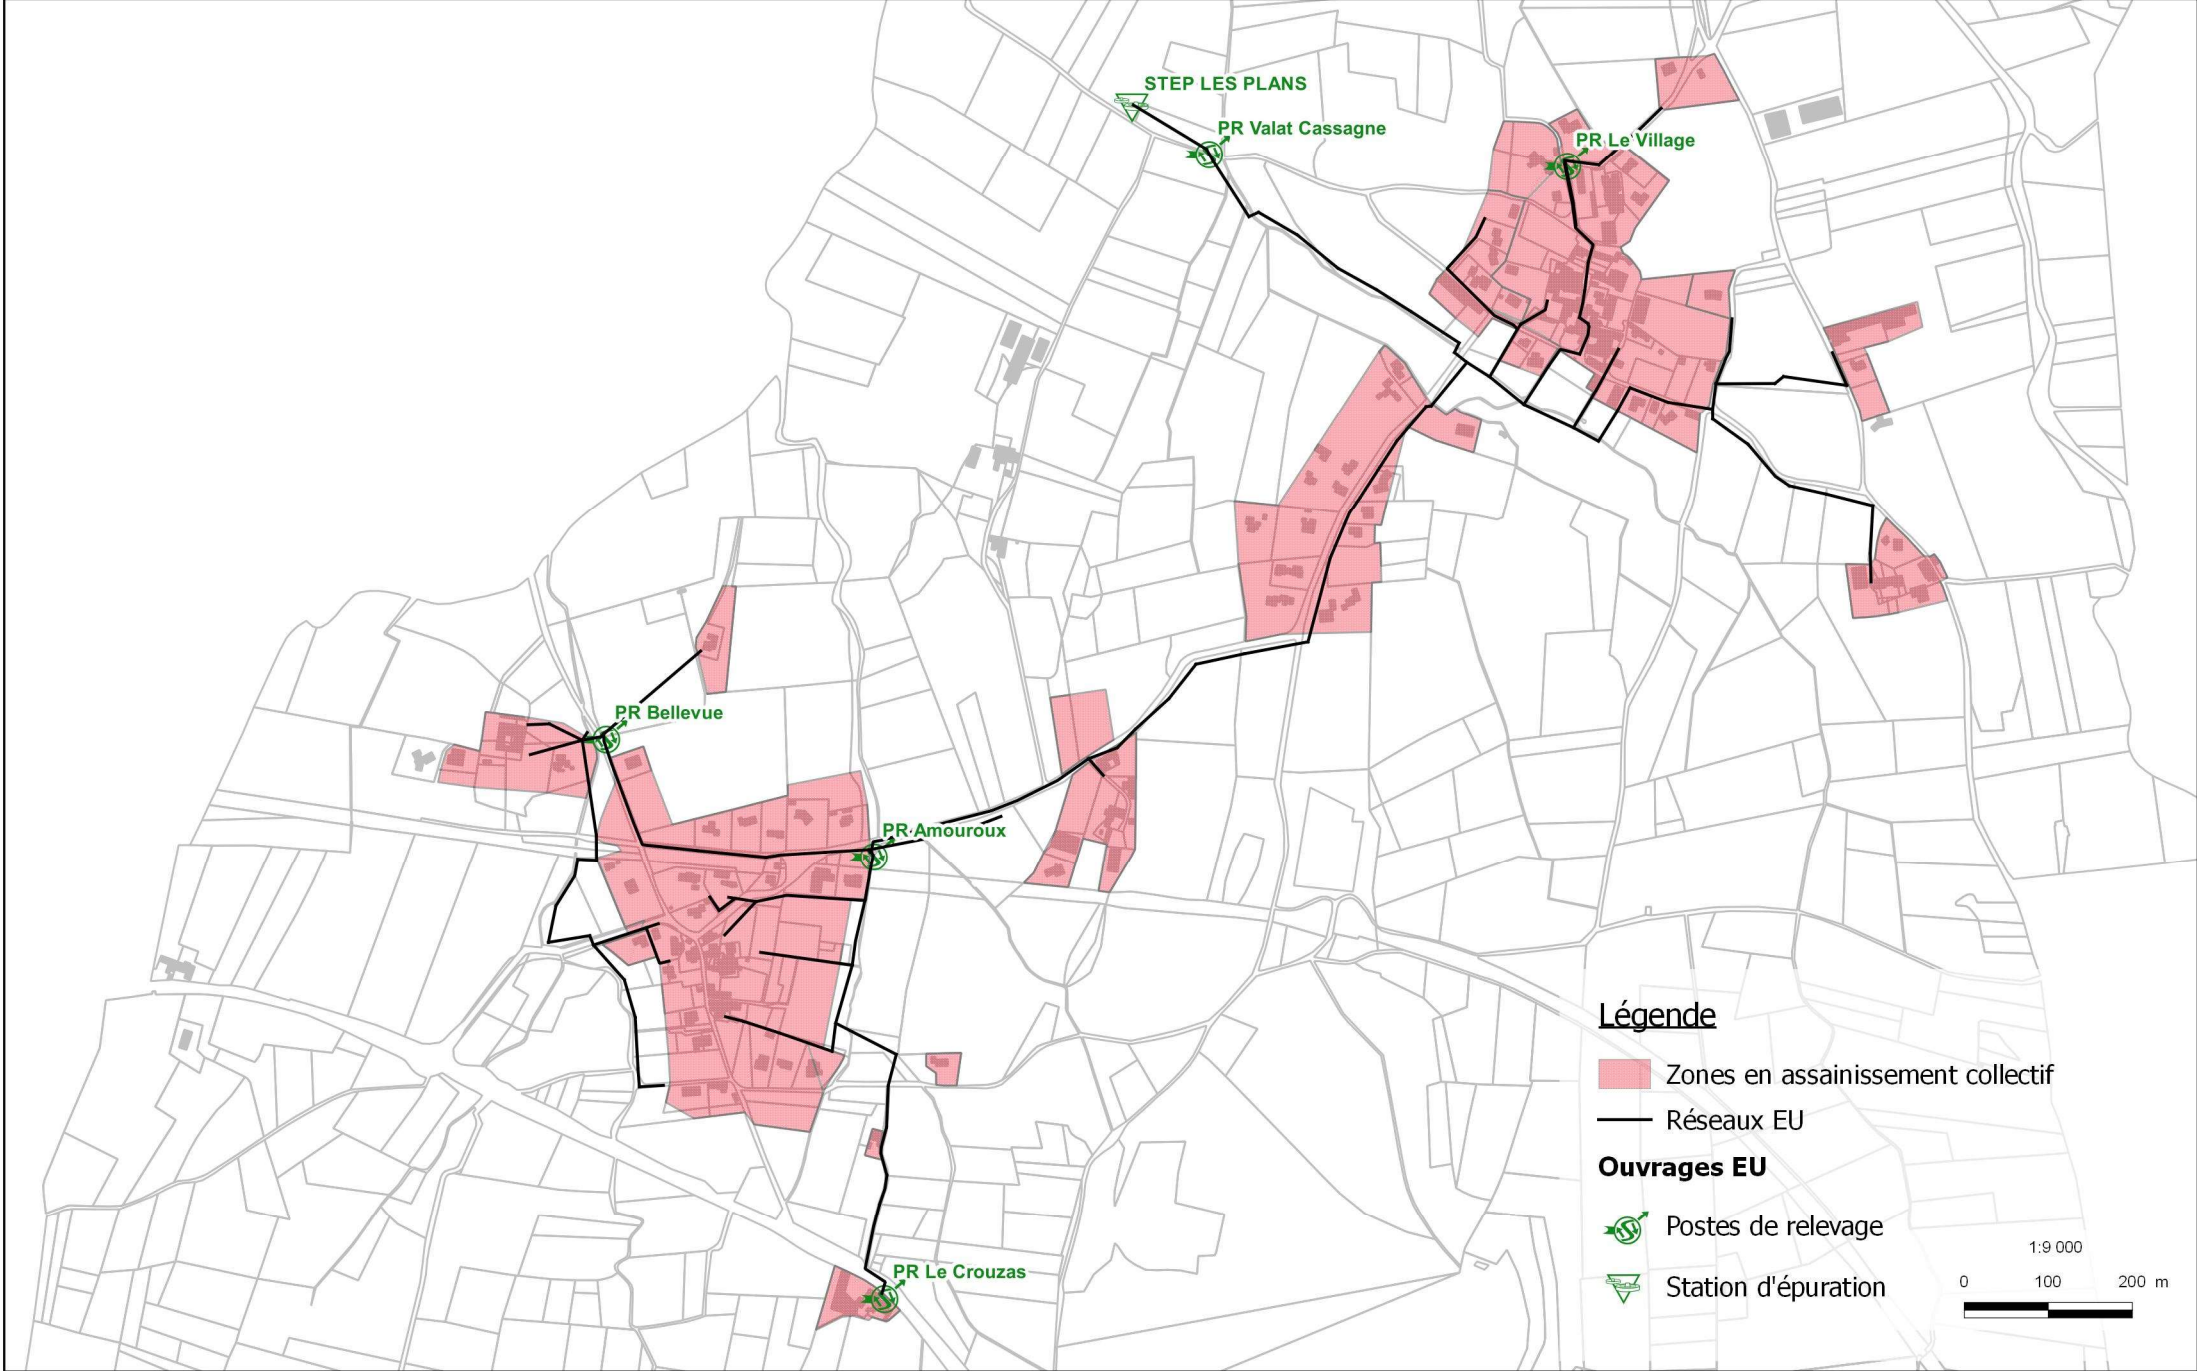 STEP LES PLANS
PR Valat Cassagne
PR Le Village
PR Bellevue
PR Amouroux
PR Le Crouzas
Légende
Zones en assainissement collectif
Réseaux EU
Ouvrages EU
Postes de relevage
Station d'épuration
1:9 000
0 100 200 m